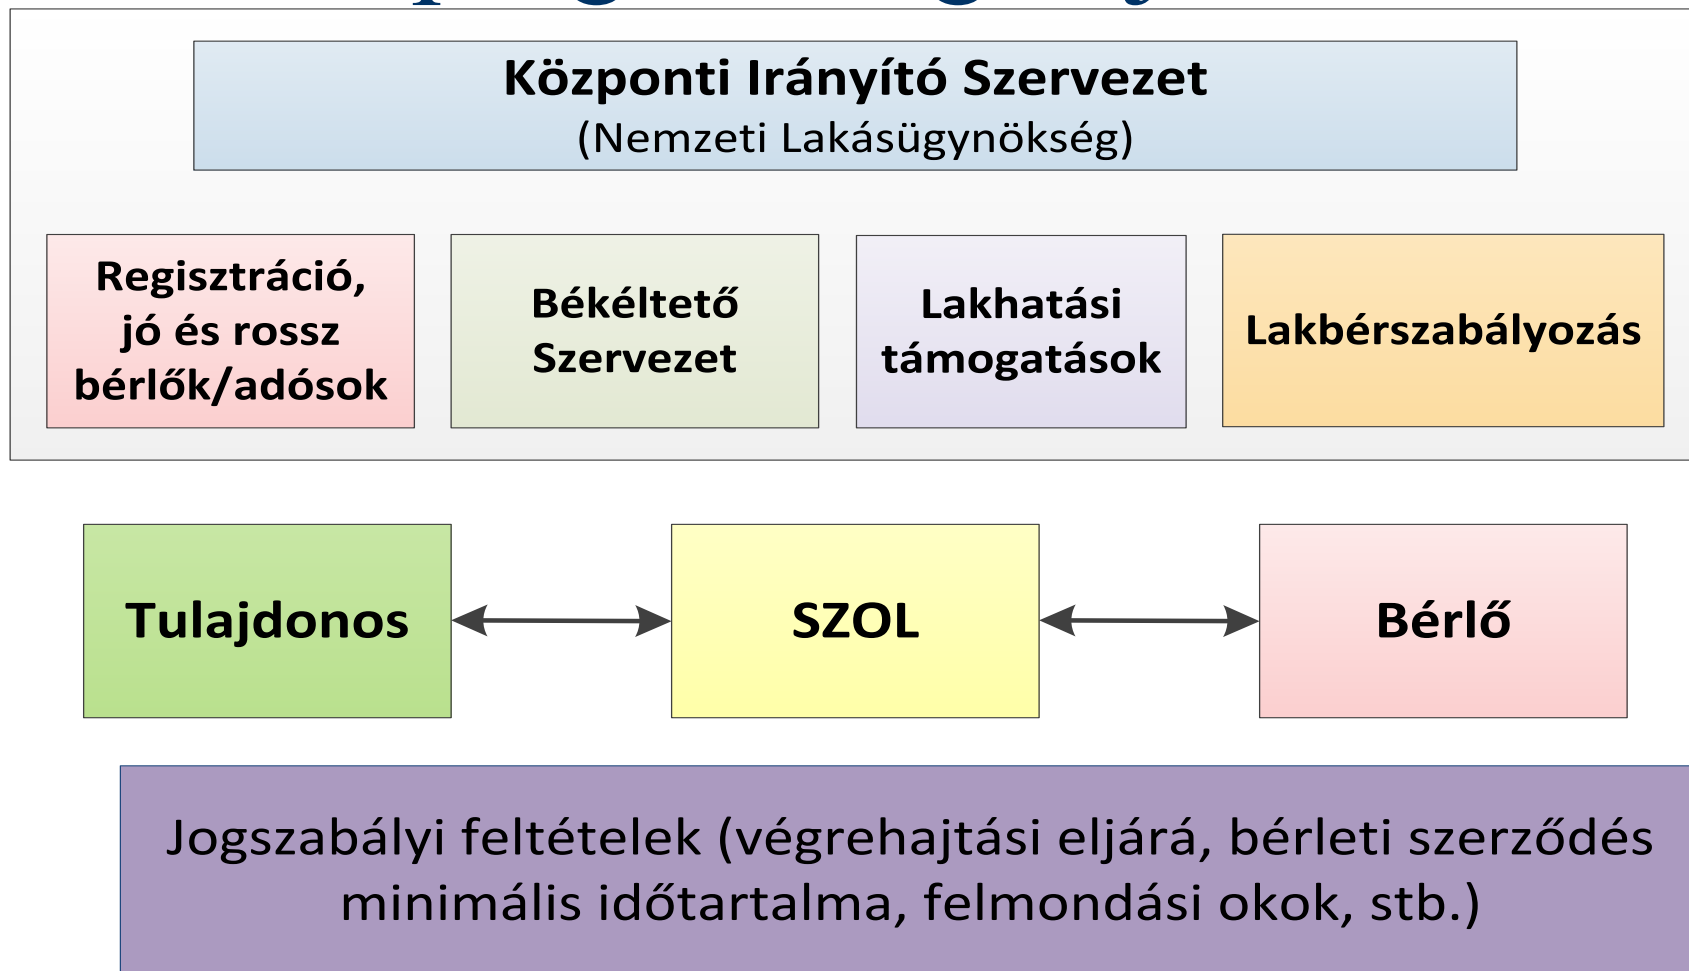 Központi Irányító Szervezet
(Nemzeti Lakásügynökség)
Regisztráció,
jó és rossz
bérlők/adósok
Békéltető
Szervezet
Lakhatási
támogatások
Lakbérszabályozás
Tulajdonos
SZOL
Bérlő
Jogszabályi feltételek (végrehajtási eljárá, bérleti szerződés
minimális időtartalma, felmondási okok, stb.)